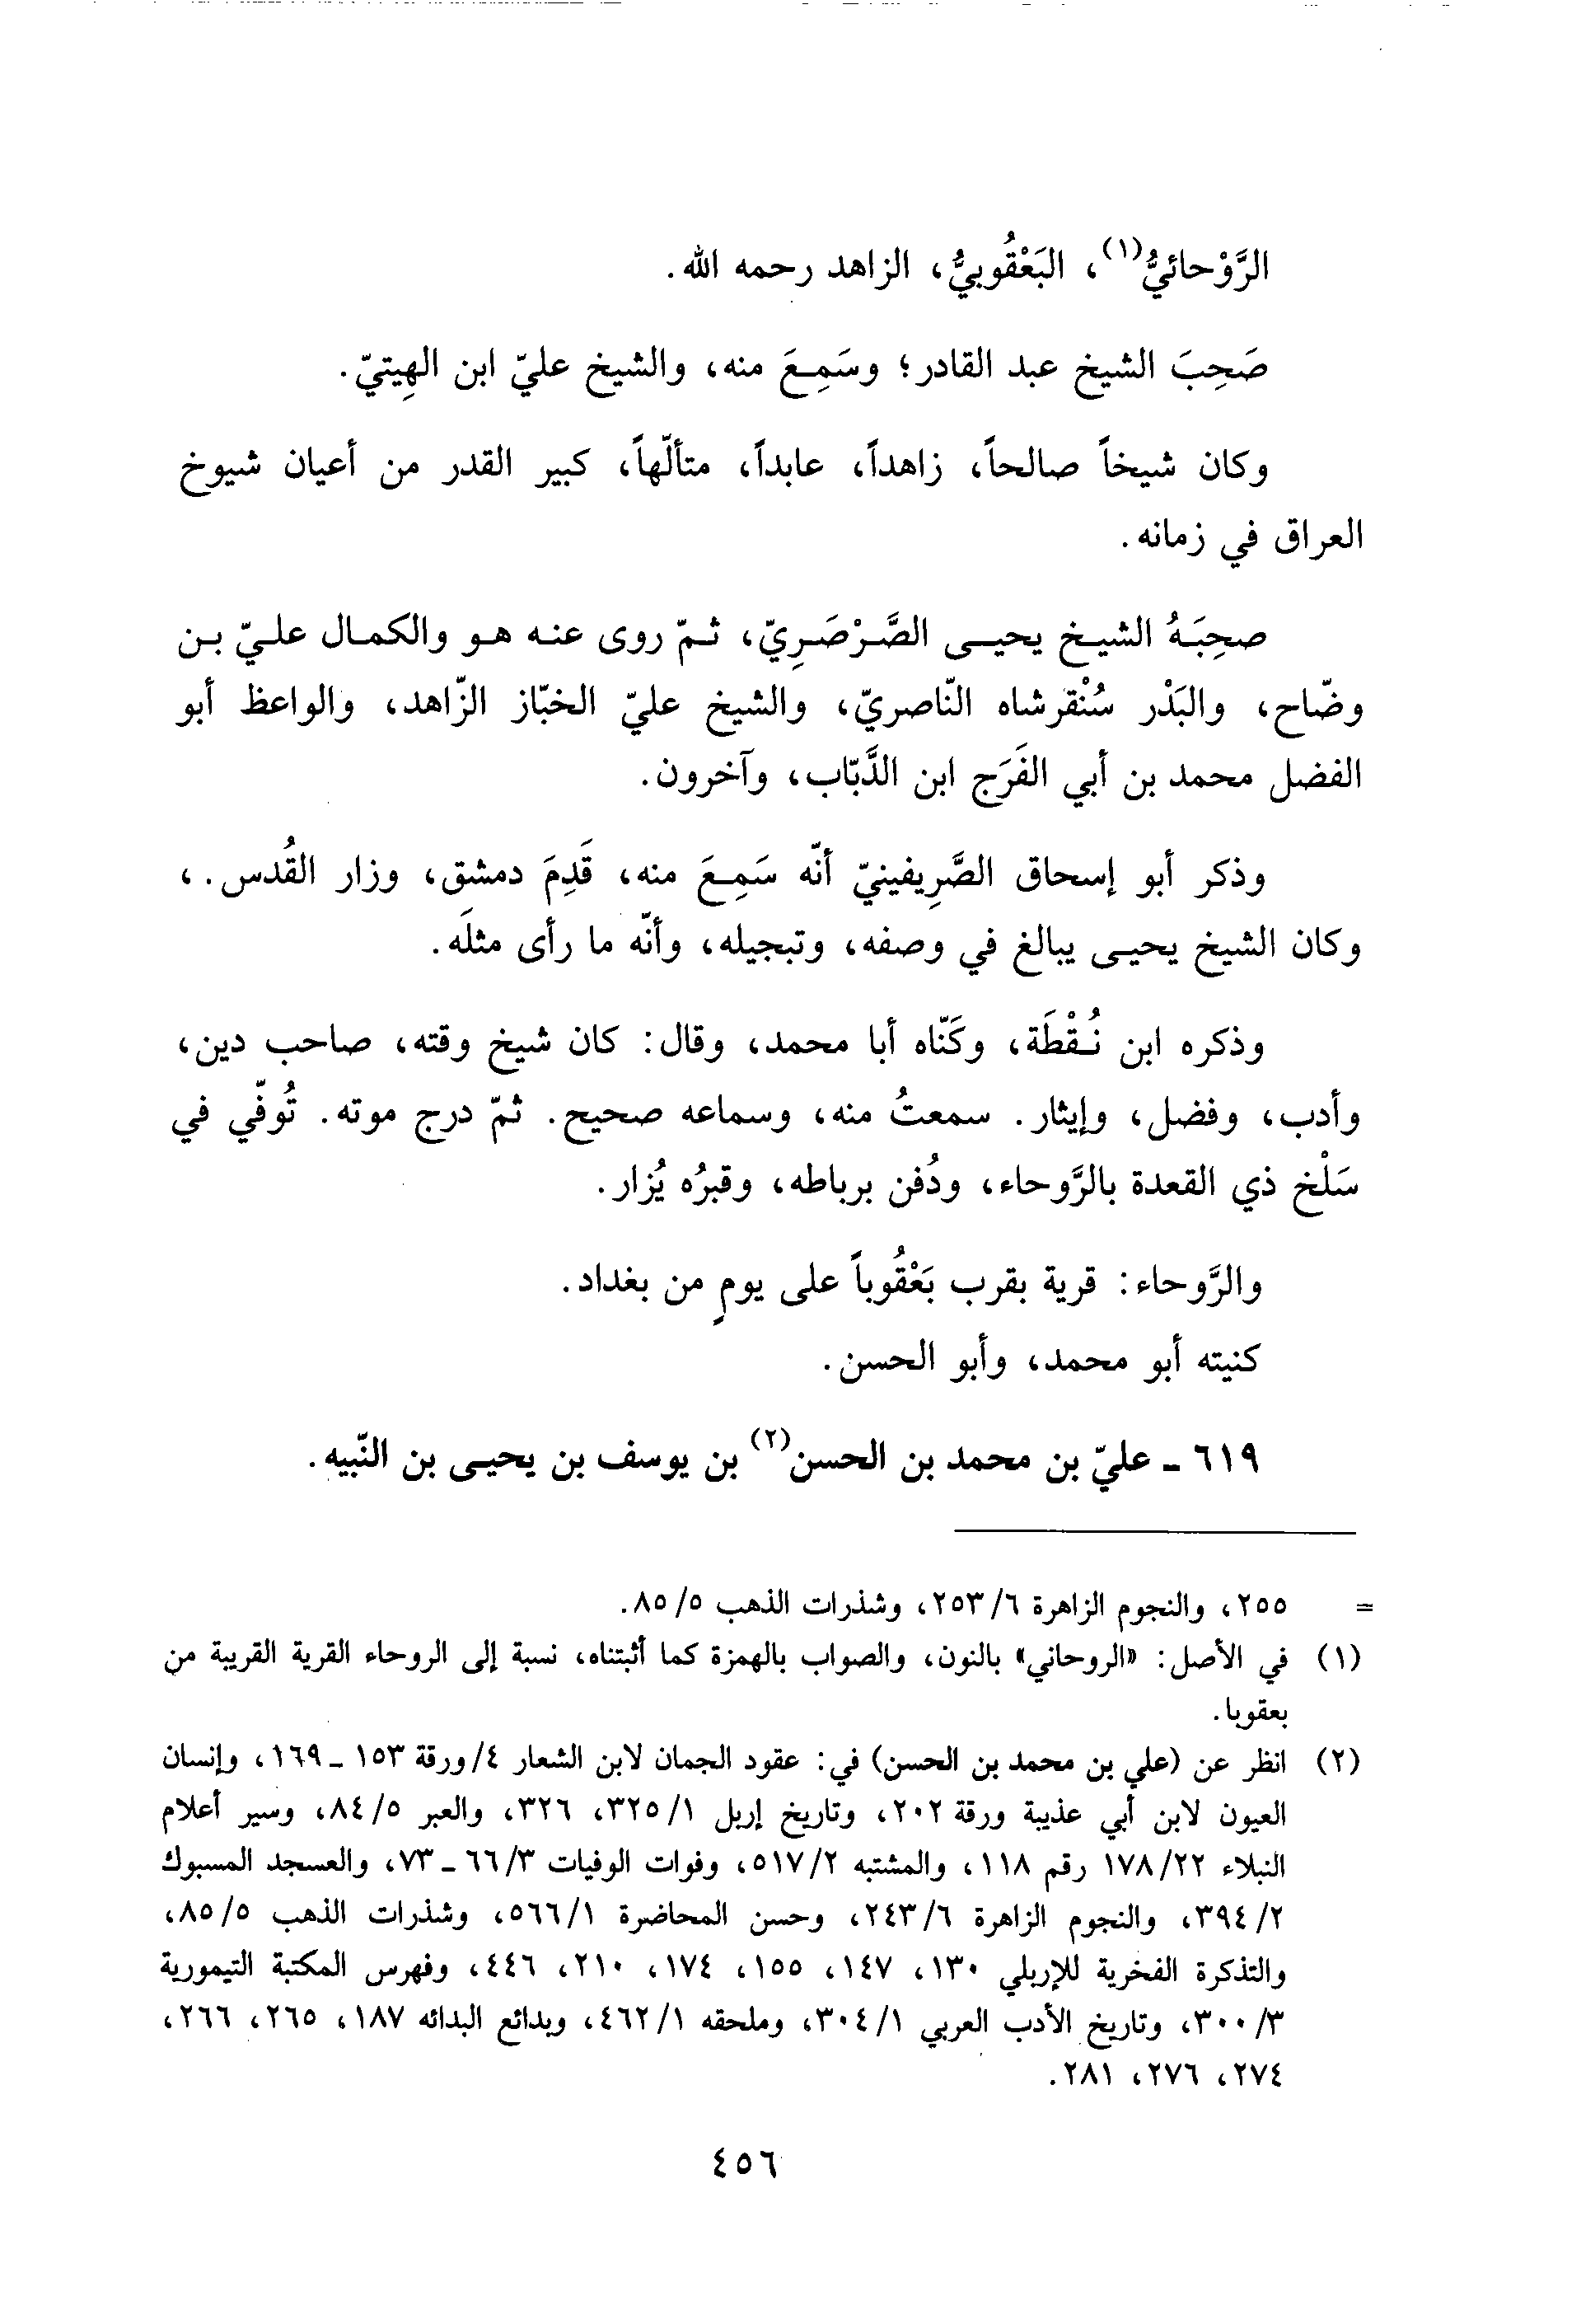 الرَّوْحائيُّ(١)، البَعْقُوبيُّ، الزاهد رحمه الله.
صَحِبَ الشيخ عبد القادر؛ وسَمِعَ منه، والشيخ عليّ ابن الهِيتيّ.
وكان شيخاً صالحاً، زاهداً، عابداً، متألّهاً، كبير القدر من أعيان شيوخ
العراق في زمانه.
صحِبَهُ الشيخ يحيى الصَّرْصَرِيّ، ثمّ روى عنه هو والكمال عليّ بن
وضّاح، والبَدْر سُنْقرشاه النّاصريّ، والشيخ عليّ الخبّاز الزّاهد، والواعظ أبو
الفضل محمد بن أبي الفَرَج ابن الدَّبّاب، وآخرون.
وذكر أبو إسحاق الصَّرِيفينيّ أنّه سَمِعَ منه، قَدِمَ دمشق، وزار القُدس.،
وكان الشيخ يحيى يبالغ في وصفه، وتبجيله، وأنّه ما رأى مثلَه.
وذكره ابن نُقْطَة، وكَنّاه أبا محمد، وقال: كان شيخ وقته، صاحب دين،
وأدب، وفضل، وإيثار. سمعتُ منه، وسماعه صحيح. ثمّ درج موته. تُوفّي في
سَلْخ ذي القعدة بالرَّوحاء، ودُفن برباطه، وقبرُه يُزار.
والرَّوحاء: قرية بقرب بَعْقُوباً على يومٍ من بغداد.
كنيته أبو محمد، وأبو الحسن.
٦١٩ - عليّ بن محمد بن الحسن(٢) بن يوسف بن يحيى بن النّبيه.
= ٢٥٥، والنجوم الزاهرة ٦/ ٢٥٣، وشذرات الذهب ٥/ ٨٥.
(١) في الأصل: «الروحاني» بالنون، والصواب بالهمزة كما أثبتناه، نسبة إلى الروحاء القرية القريبة من
بعقوبا.
(٢) انظر عن (علي بن محمد بن الحسن) في: عقود الجمان لابن الشعار ٤/ورقة ١٥٣ - ١٦٩، وإنسان
العيون لابن أبي عذيبة ورقة ٢٠٢، وتاريخ إربل ١/ ٣٢٥، ٣٢٦، والعبر ٥/ ٨٤، وسير أعلام
النبلاء ٢٢/ ١٧٨ رقم ١١٨، والمشتبه ٢/ ٥١٧، وفوات الوفيات ٣/ ٦٦ - ٧٣، والعسجد المسبوك
٢/ ٣٩٤، والنجوم الزاهرة ٦/ ٢٤٣، وحسن المحاضرة ١/ ٥٦٦، وشذرات الذهب ٥/ ٨٥،
والتذكرة الفخرية للإربلي ١٣٠، ١٤٧، ١٥٥، ١٧٤، ٢١٠، ٤٤٦، وفهرس المكتبة التيمورية
٣/ ٣٠٠، وتاريخ الأدب العربي ١/ ٣٠٤، وملحقه ١/ ٤٦٢، وبدائع البدائه ١٨٧، ٢٦٥، ٢٦٦،
٢٧٤، ٢٧٦، ٢٨١.
٤٥٦